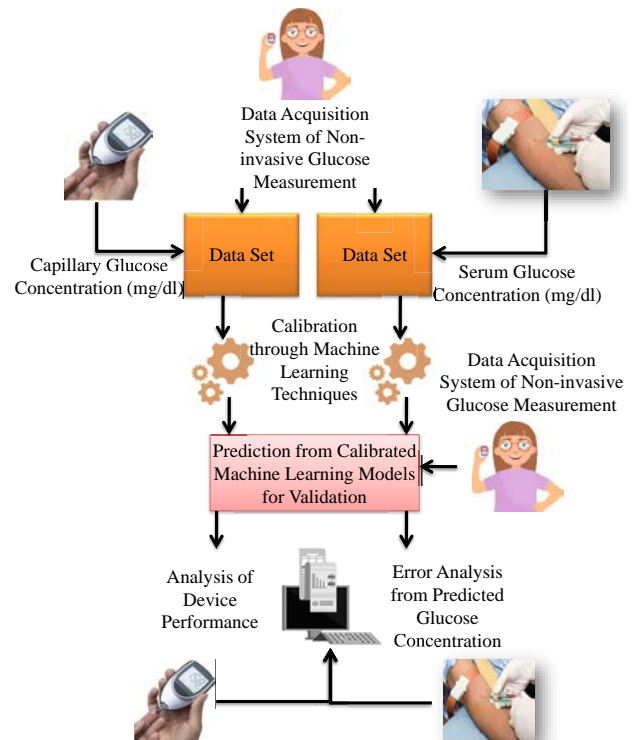 Data Acquisition
System of Non-
invasive Glucose
Measurement
Data Set
Data Set
Capillary Glucose
Concentration (mg/dl)
Serum Glucose
Concentration (mg/dl)
Calibration
through Machine
Learning
Techniques
Data Acquisition
System of Non-invasive
Glucose Measurement
Prediction from Calibrated
Machine Learning Models
for Validation
Analysis of
Device
Performance
Error Analysis
from Predicted
Glucose
Concentration